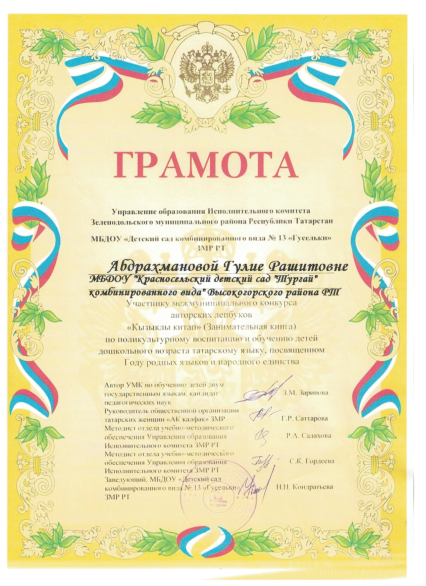 ГРАМОТА
Управление образования Исполнительного комитета
Зеленодольского муниципального района Республики Татарстан
МБДОУ «Детский сад комбинированного вида № 13 «Гусельки»
ЗМР РТ
Абдрахмановой Гулие Рашитовне
МБДОУ "Красносельский детский сад "Тургай"
комбинированного вида" Высокогорского района РТ
Участнику межмуниципального конкурса
авторских лепбуков
«Кызыклы китап» (Занимательная книга)
по поликультурному воспитанию и обучению детей
дошкольного возраста татарскому языку, посвященном
Году родных языков и народного единства
Автор УМК по обучению детей двум
государственным языкам, кандидат
педагогических наук
З.М. Зарипова
Руководитель общественной организации
татарских женщин «Ак калфак» ЗМР
Г.Р. Саттарова
Методист отдела учебно-методического
обеспечения Управления образования
Исполнительного комитета ЗМР РТ
Р.А. Садыкова
Методист отдела учебно-методического
обеспечения Управления образования
Исполнительного комитета ЗМР РТ
С.К. Гордеева
Заведующий, МБДОУ «Детский сад
комбинированного вида № 13 «Гусельки»
ЗМР РТ
Н.Н. Кондратьева